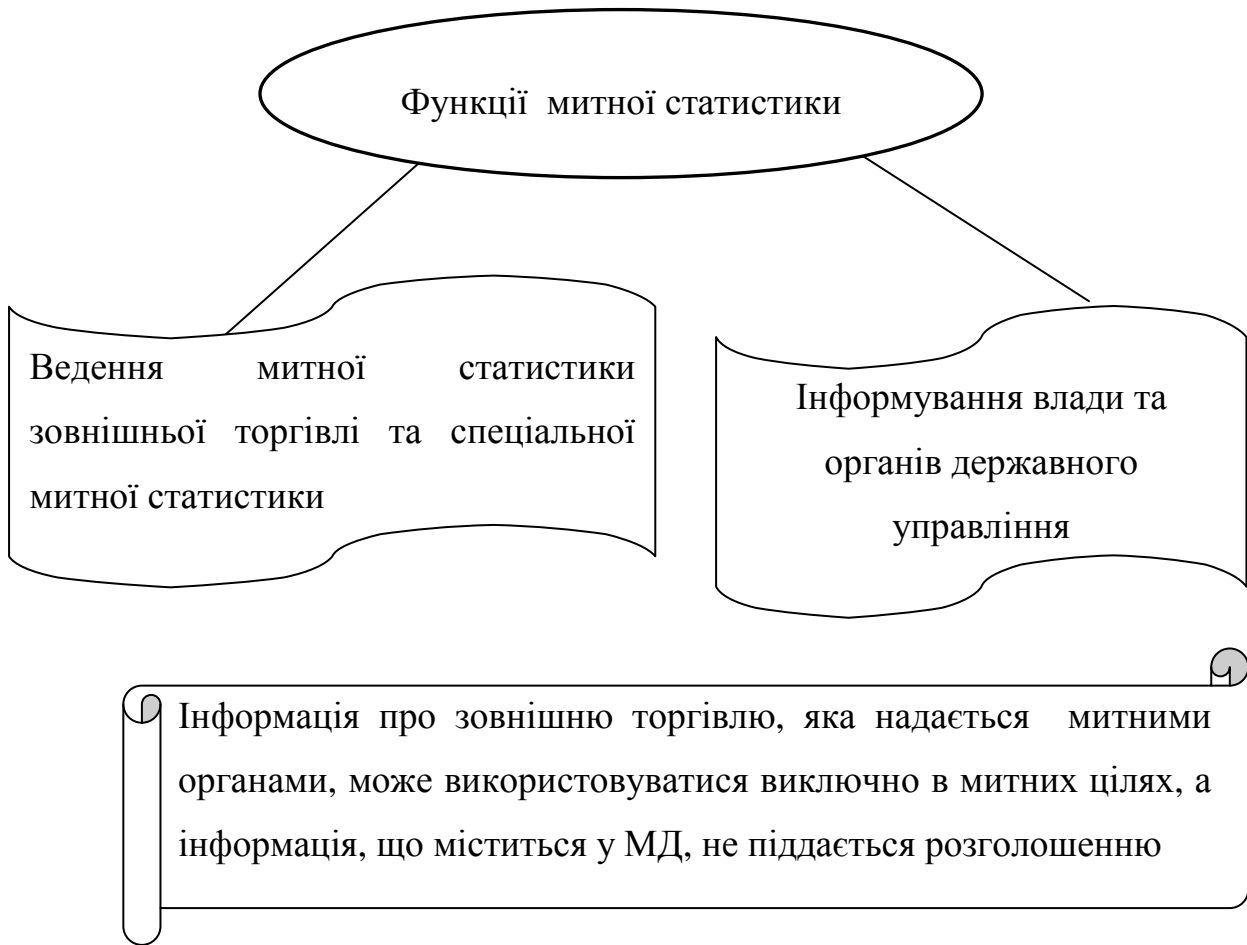 Функції митної статистики
Ведення митної статистики
зовнішньої торгівлі та спеціальної
митної статистики
Інформування влади та
органів державного
управління
Інформація про зовнішню торгівлю, яка надається митними
органами, може використовуватися виключно в митних цілях, а
інформація, що міститься у МД, не піддається розголошенню